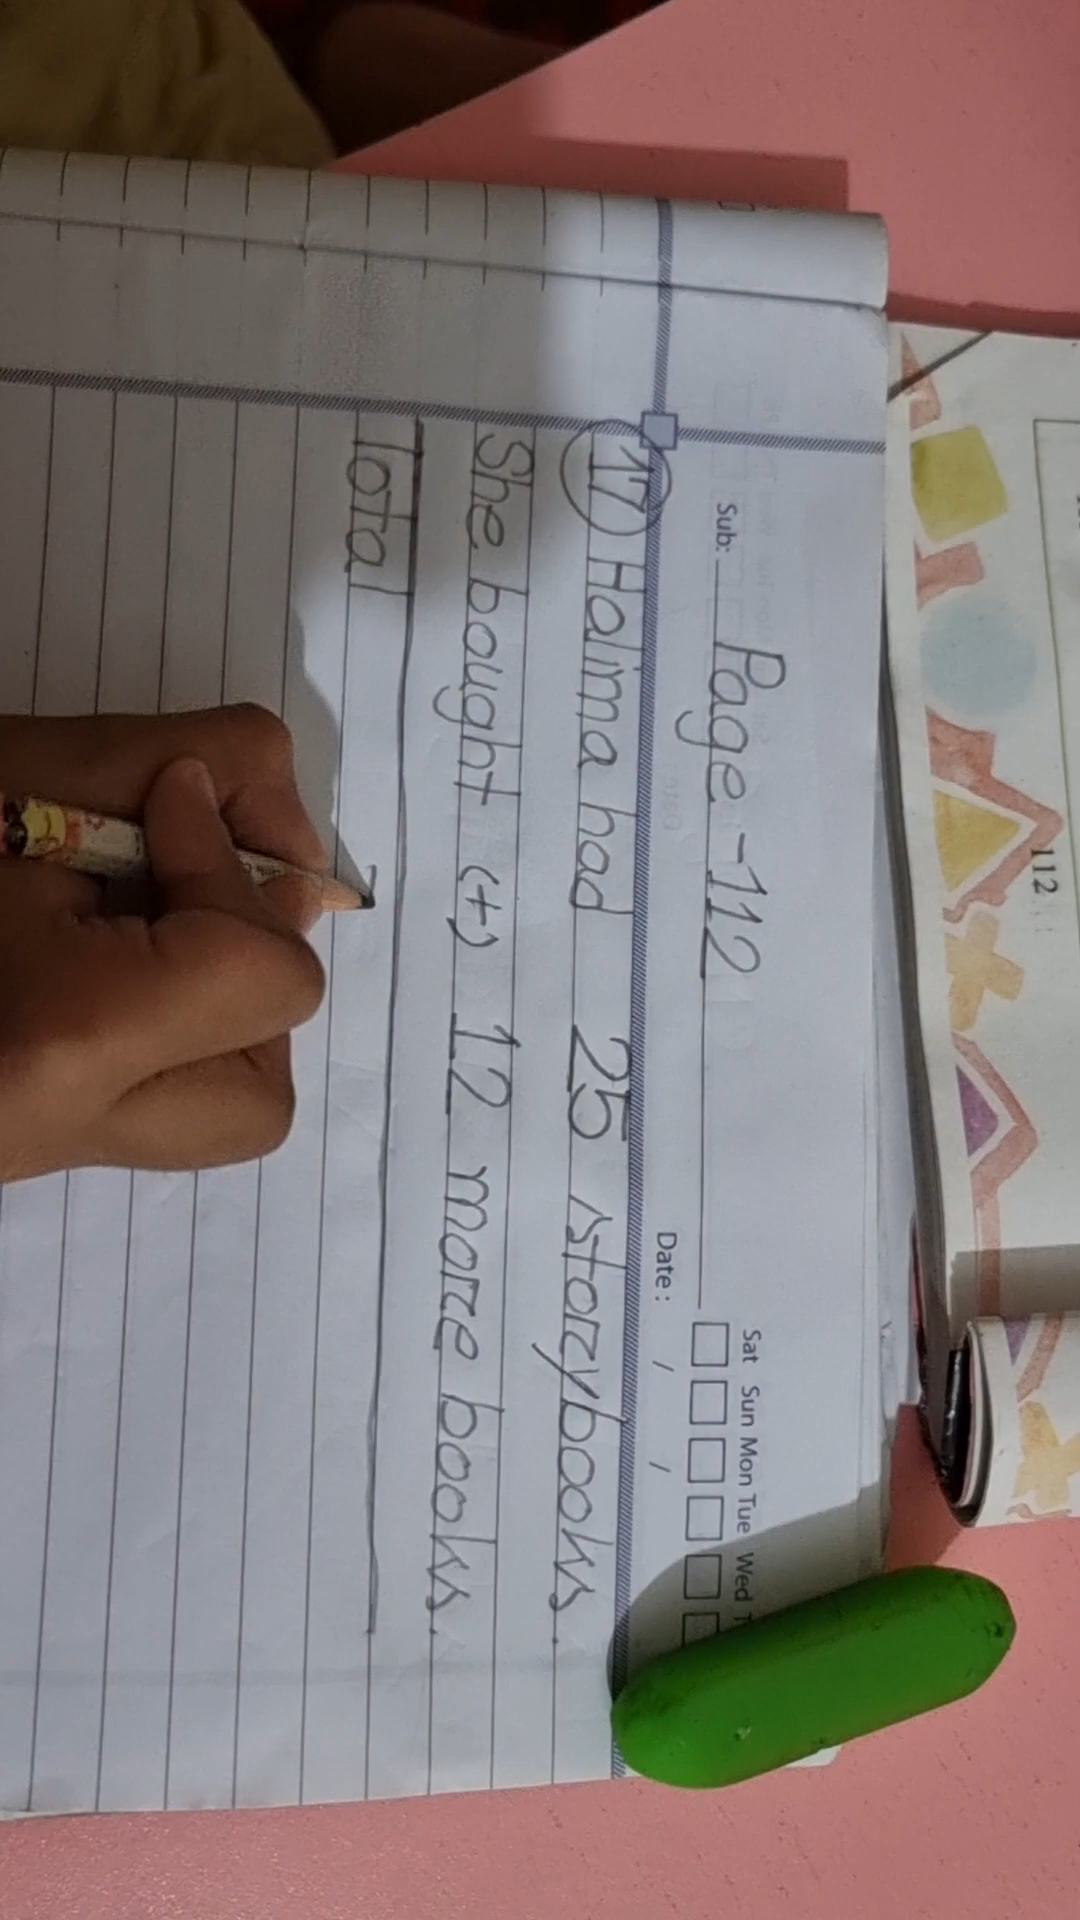 112
Sat Sun Mon Tue Wed
Sub: Page-112
Date: / /
17 Halima had 25 storybooks.
She bought (+) 12 more books.
Total